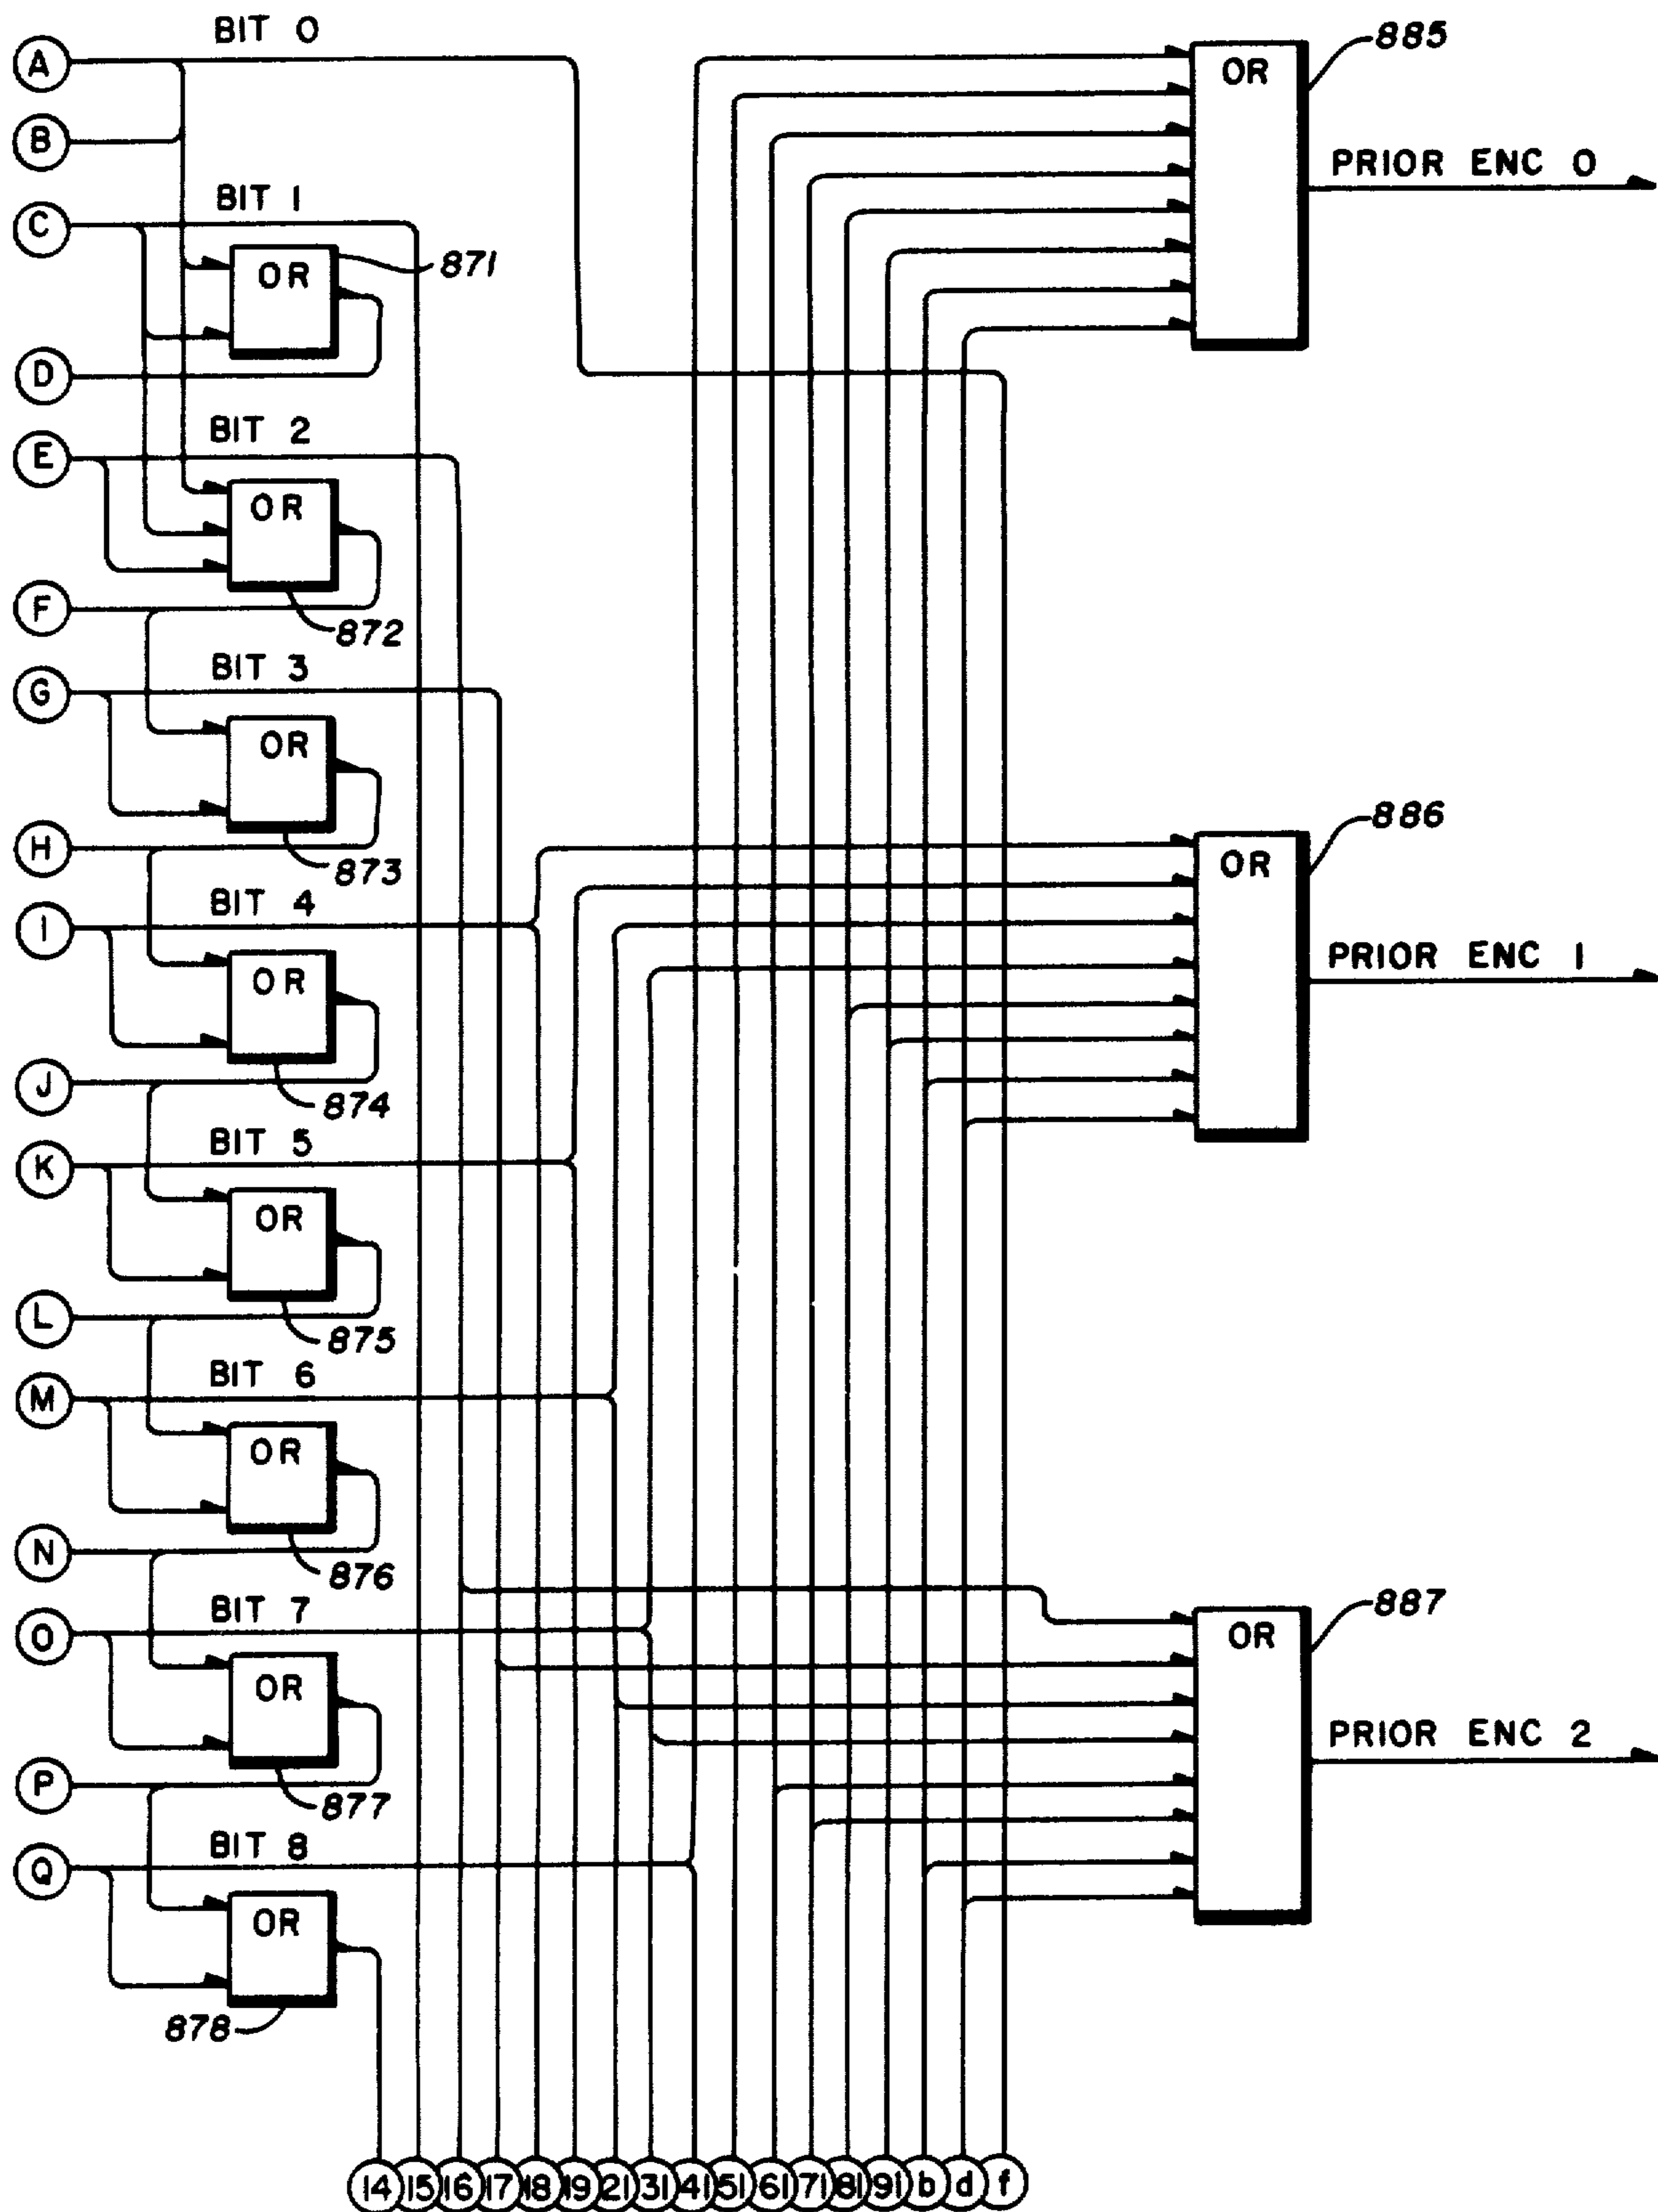 A
BIT 0
885
OR
B
PRIOR ENC 0
C
BIT 1
OR
871
D
E
BIT 2
OR
F
872
G
BIT 3
OR
H
873
886
OR
I
BIT 4
PRIOR ENC 1
OR
J
874
K
BIT 5
OR
L
875
M
BIT 6
OR
N
876
887
O
BIT 7
OR
OR
PRIOR ENC 2
P
877
Q
BIT 8
OR
878
14 15 16 17 18 19 21 31 41 51 61 71 81 91 b d f